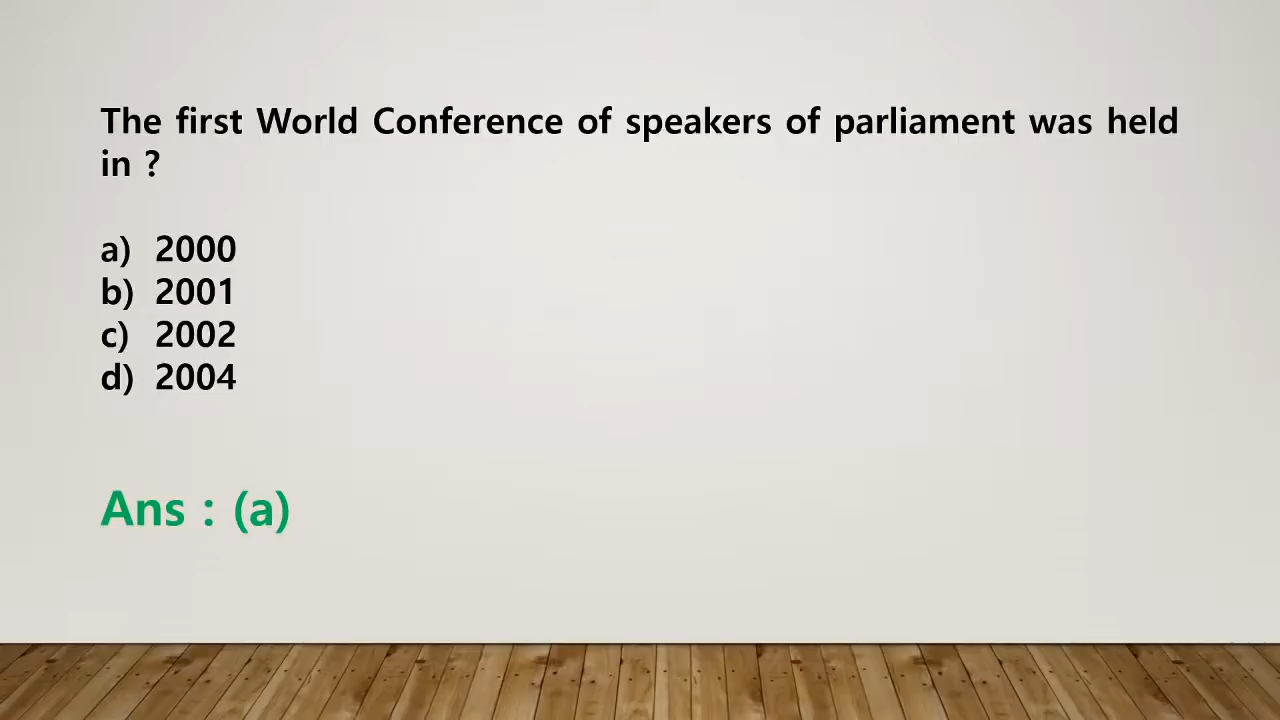 The first World Conference of speakers of parliament was held
in ?
a) 2000
b) 2001
c) 2002
d) 2004
Ans : (a)